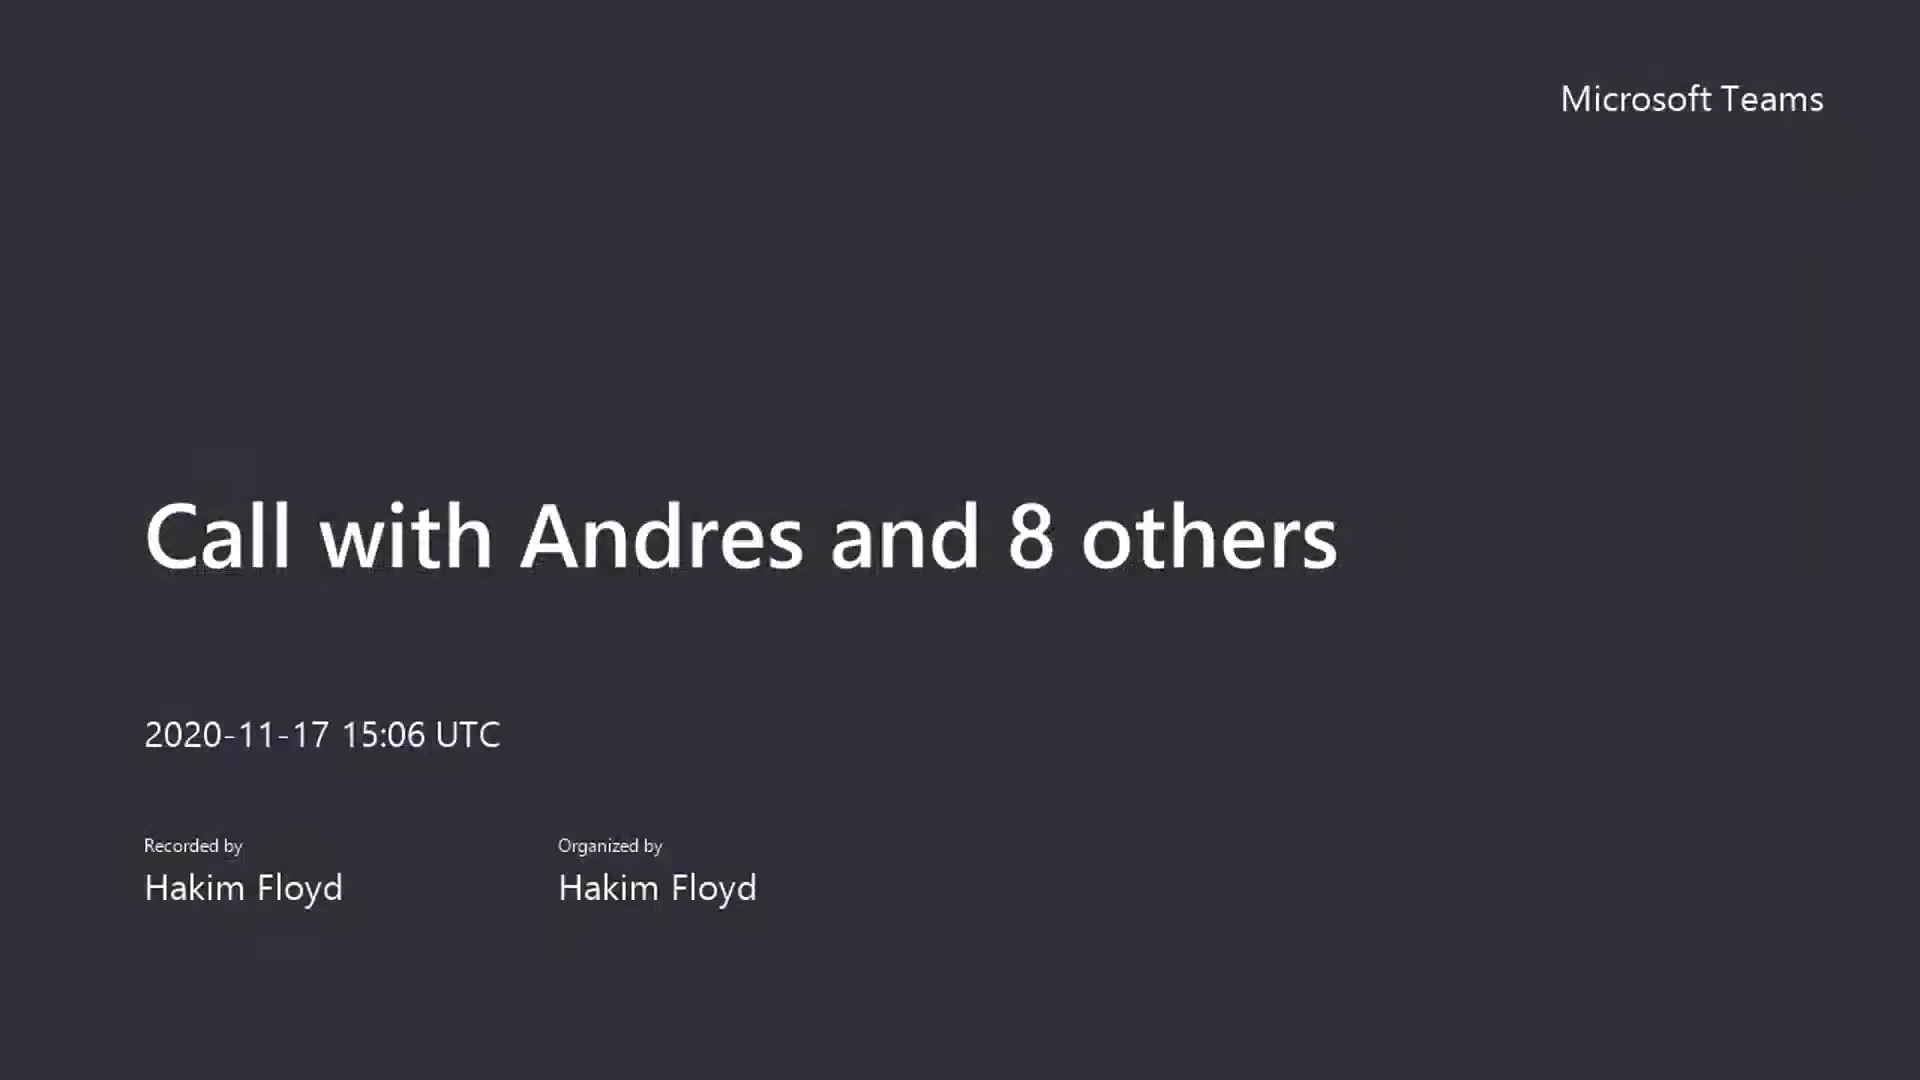 Microsoft Teams
Call with Andres and 8 others
2020-11-17 15:06 UTC
Recorded by
Hakim Floyd
Organized by
Hakim Floyd